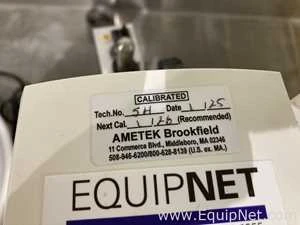 CALIBRATED
Tech.No. SH Date 1 125
Next Cal. 1 126 (Recommended)
AMETEK Brookfield
11 Commerce Blvd., Middleboro, MA 02346
508-946-6200/800-628-8139 (U.S. ex. MA.)
EQUIPNET
www.EquipNet.com